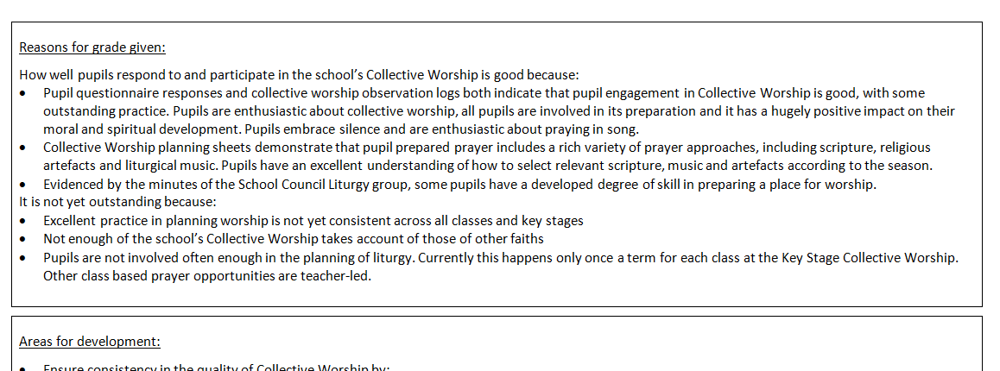 Reasons for grade given:
How well pupils respond to and participate in the school's Collective Worship is good because:
• Pupil questionnaire responses and collective worship observation logs both indicate that pupil engagement in Collective Worship is good, with some
outstanding practice. Pupils are enthusiastic about collective worship, all pupils are involved in its preparation and it has a hugely positive impact on their
moral and spiritual development. Pupils embrace silence and are enthusiastic about praying in song.
• Collective Worship planning sheets demonstrate that pupil prepared prayer includes a rich variety of prayer approaches, including scripture, religious
artefacts and liturgical music. Pupils have an excellent understanding of how to select relevant scripture, music and artefacts according to the season.
• Evidenced by the minutes of the School Council Liturgy group, some pupils have a developed degree of skill in preparing a place for worship.
It is not yet outstanding because:
• Excellent practice in planning worship is not yet consistent across all classes and key stages
• Not enough of the school's Collective Worship takes account of those of other faiths
• Pupils are not involved often enough in the planning of liturgy. Currently this happens only once a term for each class at the Key Stage Collective Worship.
Other class based prayer opportunities are teacher-led.
Areas for development:
• Ensure consistency in the quality of Collective Worship by: